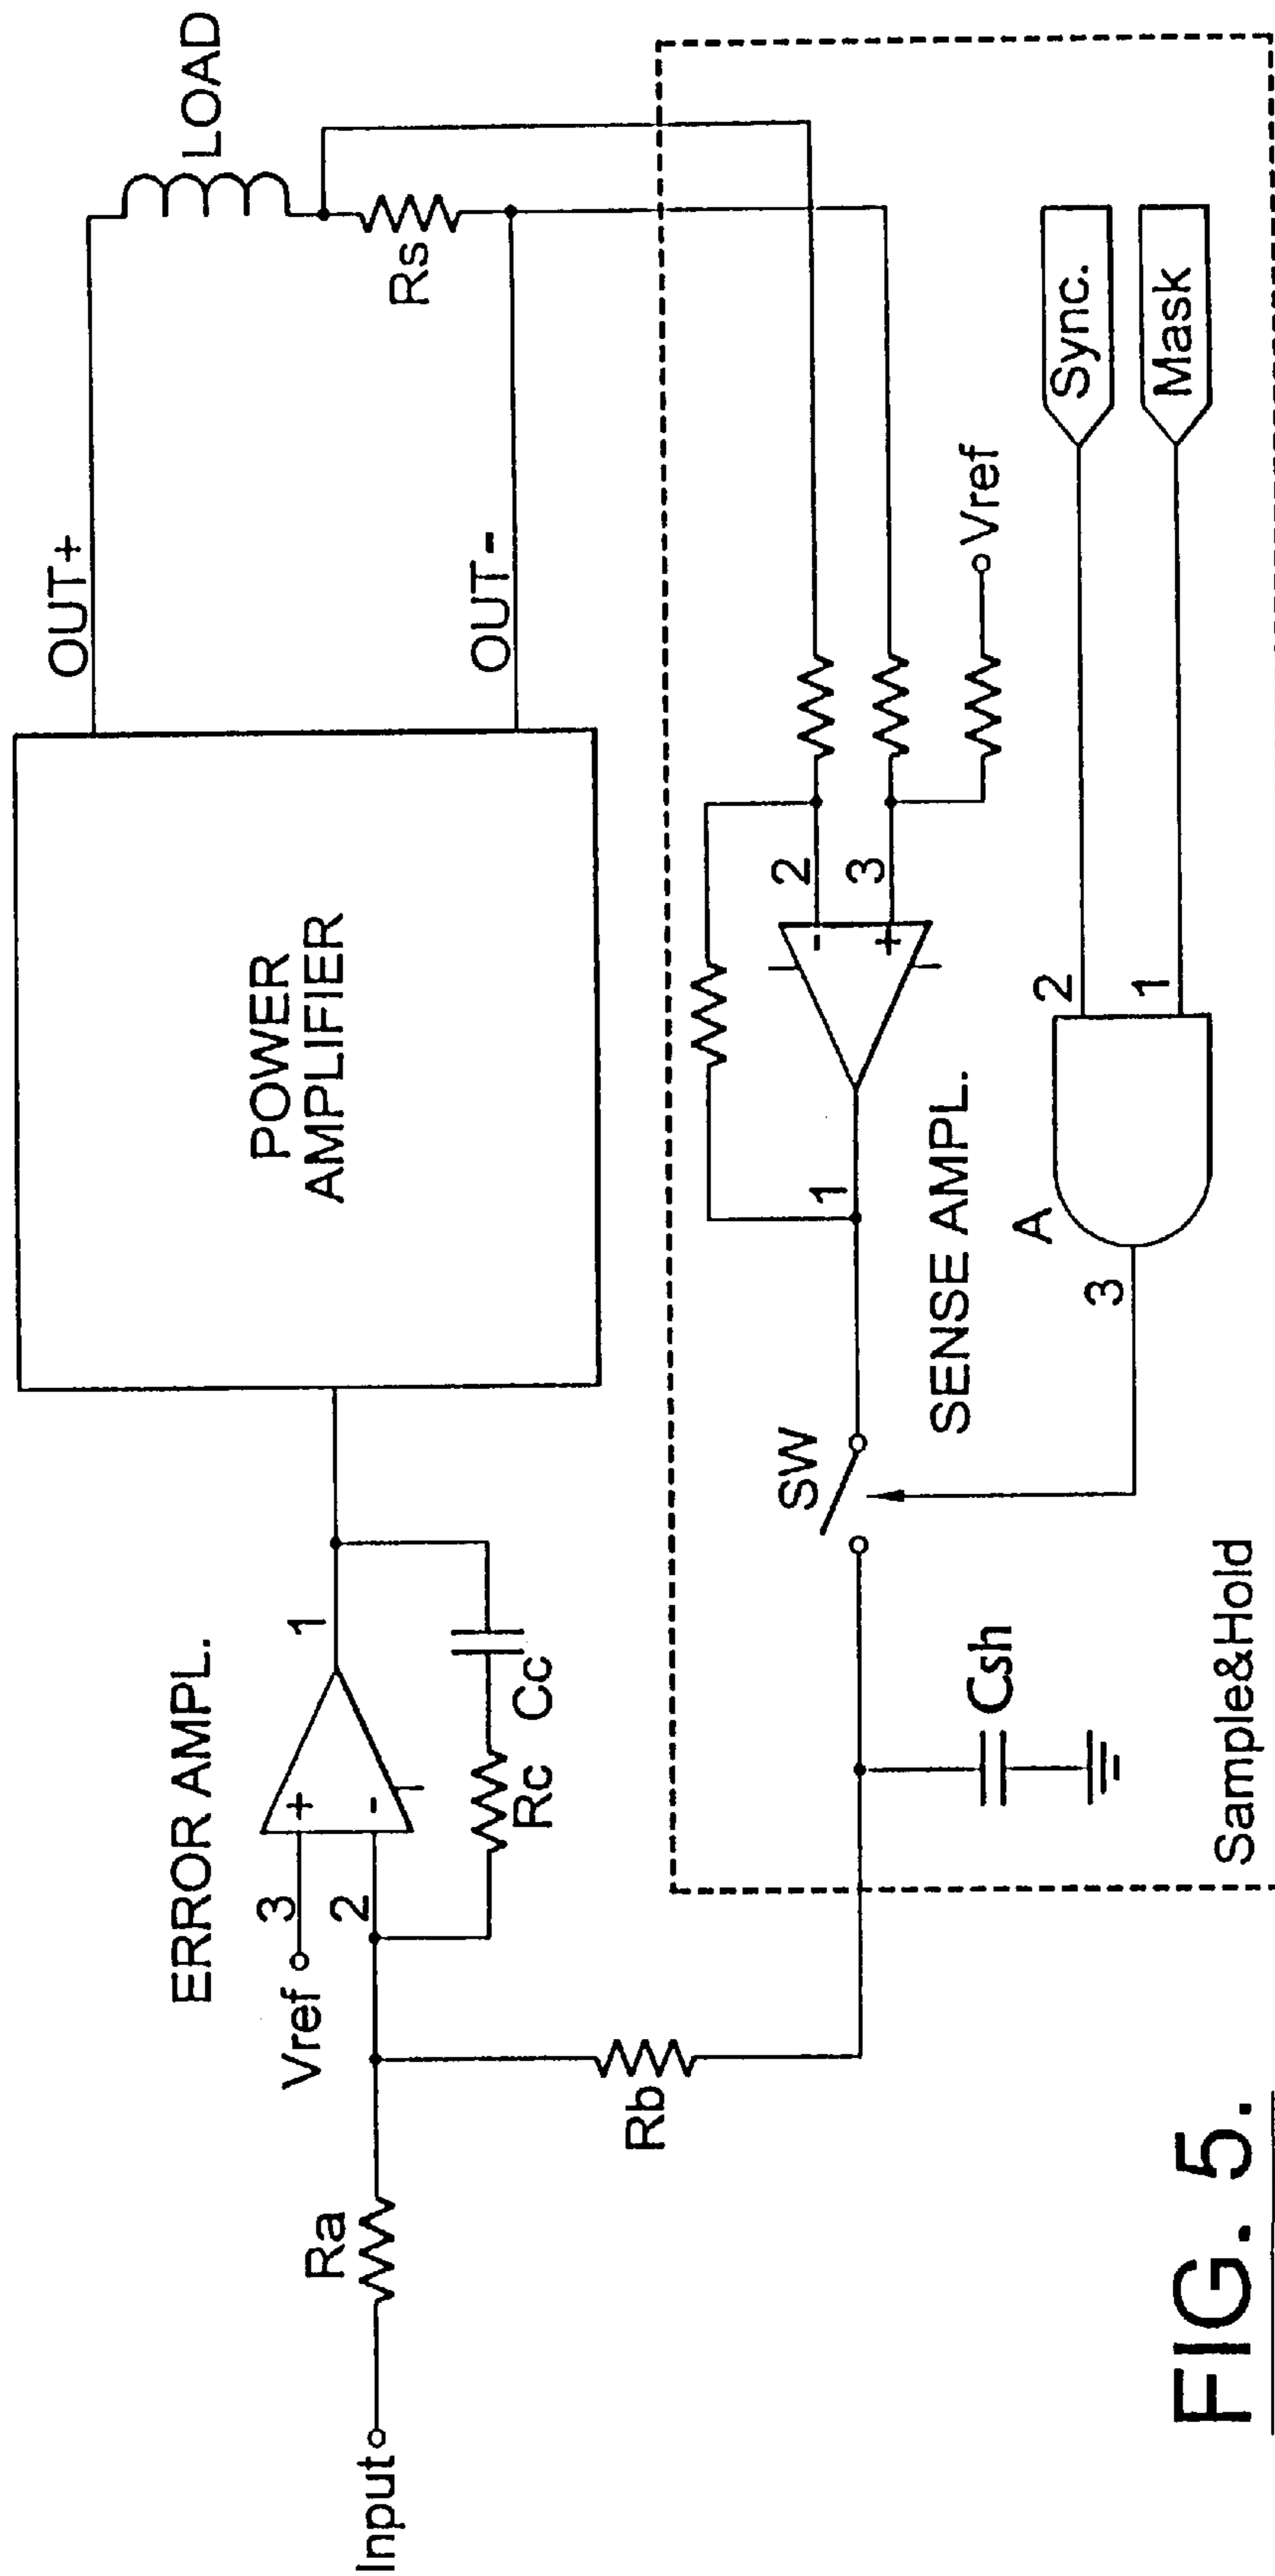 LOAD
OUT+
Rs
OUT-
POWER
AMPLIFIER
ERROR AMPL.
1
3
+
2
-
Vref
Rc
Cc
Ra
Input
Rb
Sync.
Mask
Vref
2
-
3
+
1
SENSE AMPL.
SW
2
1
A
3
Csh
Sample&Hold
FIG. 5.